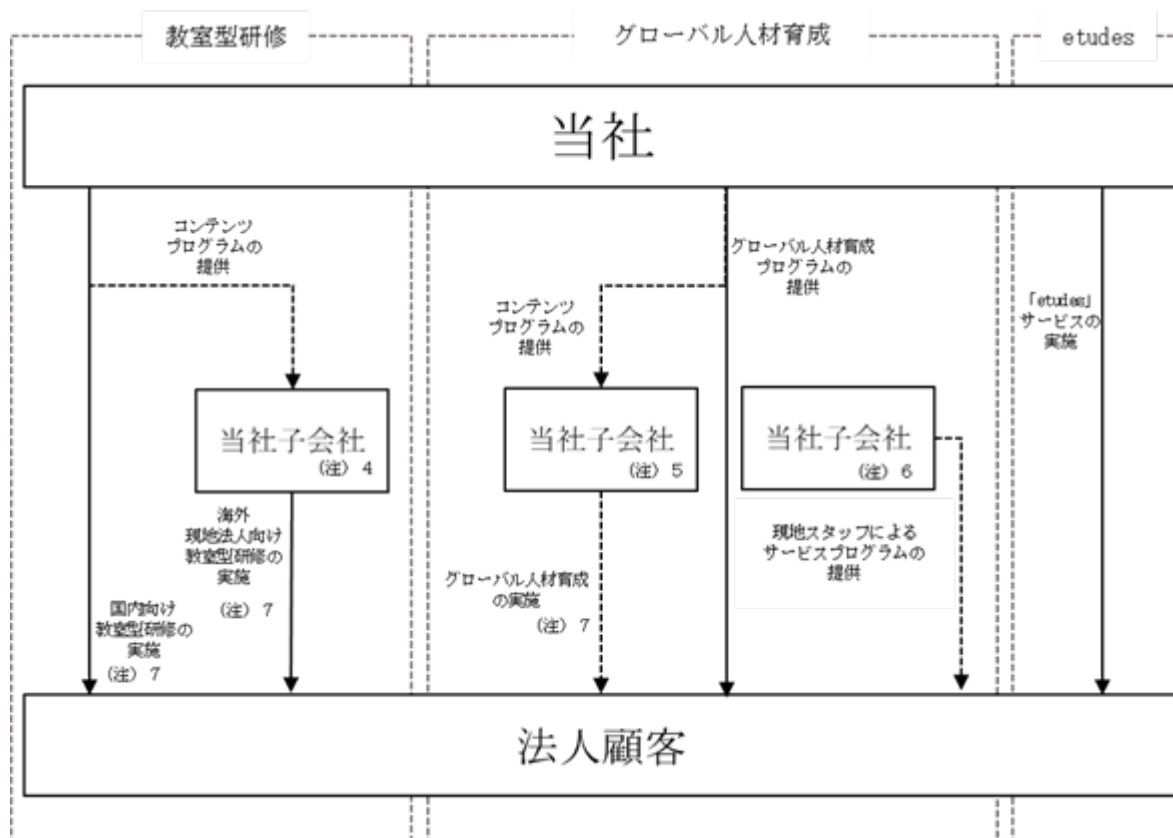 教室型研修
グローバル人材育成
etudes
当社
コンテンツ
プログラムの
提供
グローバル人材育成
プログラムの
提供
コンテンツ
プログラムの
提供
「etudes」
サービスの
実施
当社子会社
(注) 4
当社子会社
(注) 5
当社子会社
(注) 6
海外
現地法人向け
教室型研修の
実施
(注) 7
国内向け
教室型研修の
実施
(注) 7
グローバル人材育成
の実施
(注) 7
現地スタッフによる
サービスプログラムの
提供
法人顧客